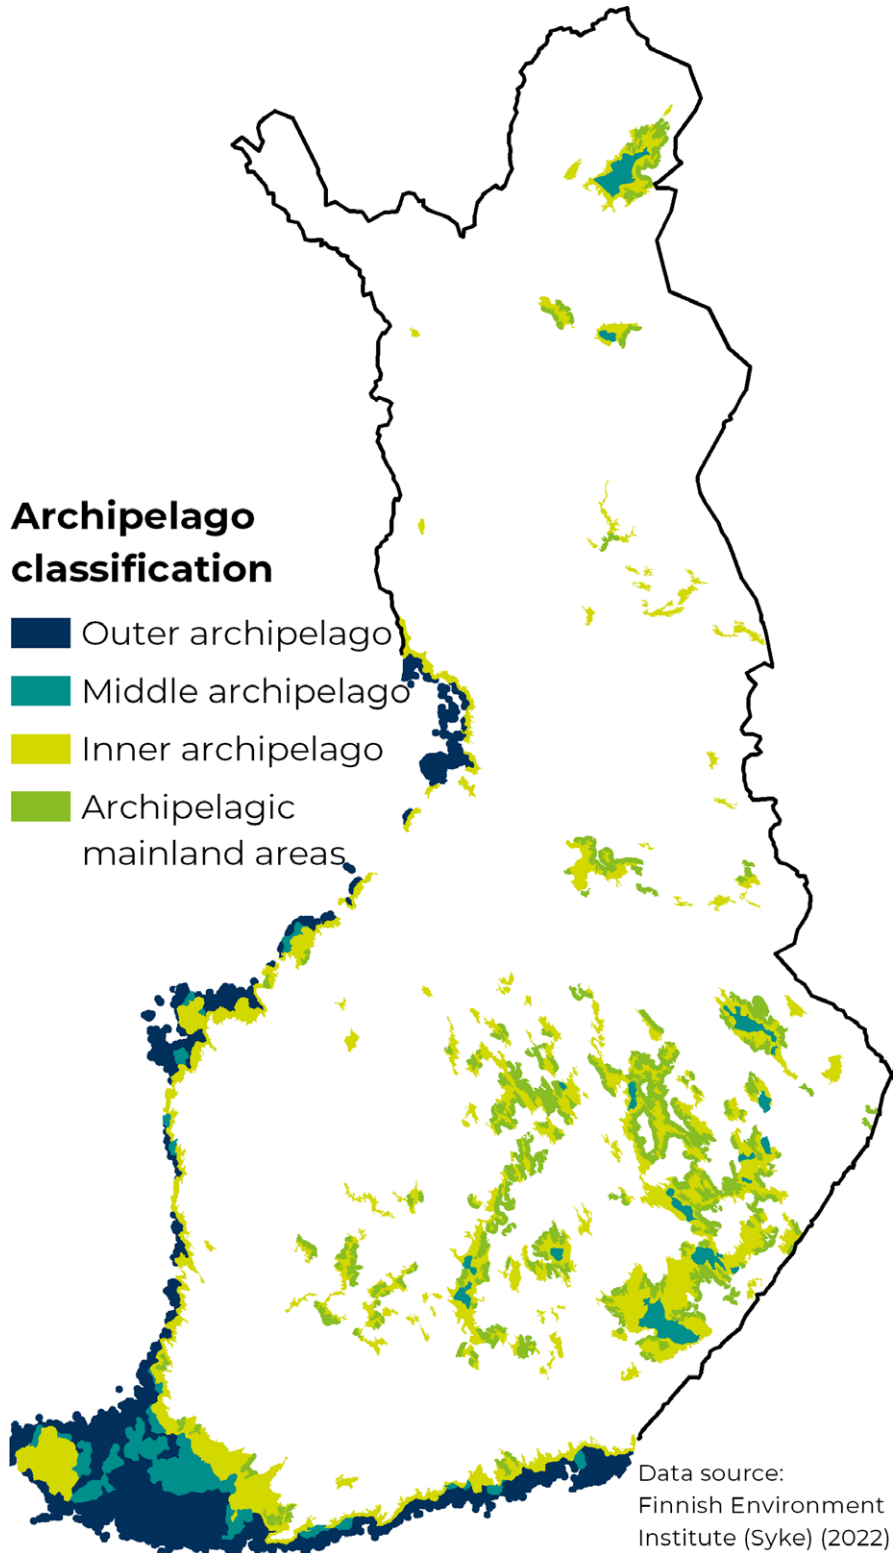 Archipelago
classification
Outer archipelago
Middle archipelago
Inner archipelago
Archipelagic
mainland areas
Data source:
Finnish Environment
Institute (Syke) (2022)